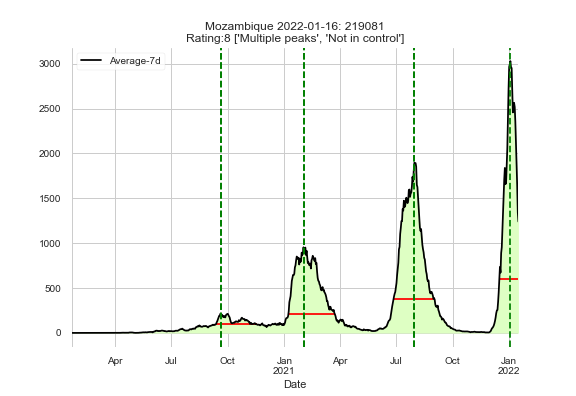 Mozambique 2022-01-16: 219081
Rating:8 ['Multiple peaks', 'Not in control']
Average-7d
3000
2500
2000
1500
1000
500
0
Apr Jul Oct Jan Apr Jul Oct Jan
2021 2022
Date